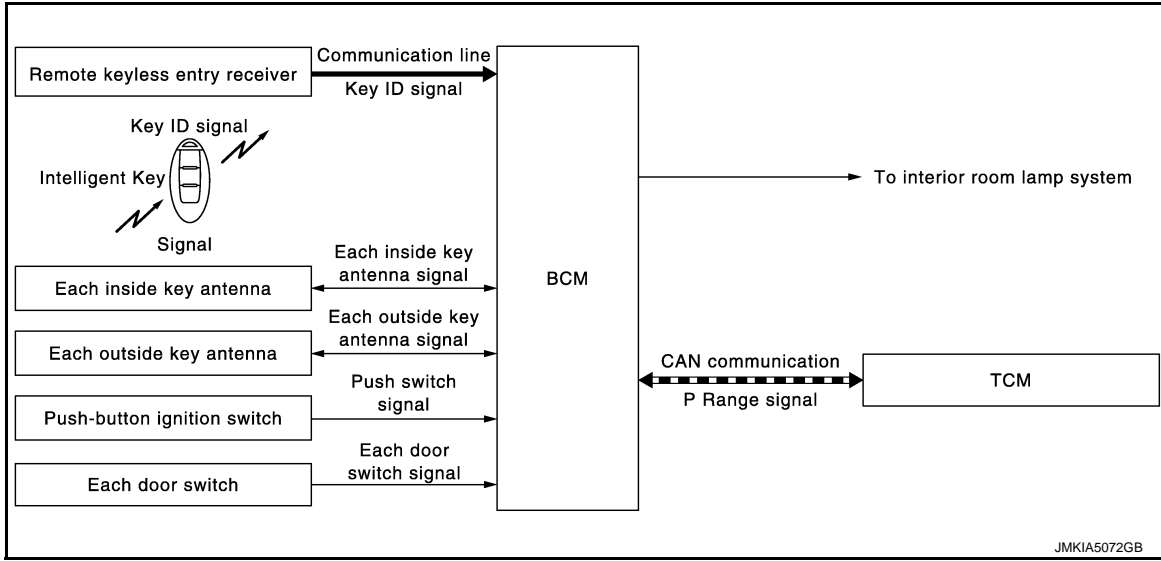 Remote keyless entry receiver
Communication line
Key ID signal
Key ID signal
Intelligent Key
Signal
Each inside key antenna
Each inside key
antenna signal
Each outside key antenna
Each outside key
antenna signal
Push-button ignition switch
Push switch
signal
Each door switch
Each door
switch signal
BCM
To interior room lamp system
CAN communication
P Range signal
TCM
JMKIA5072GB